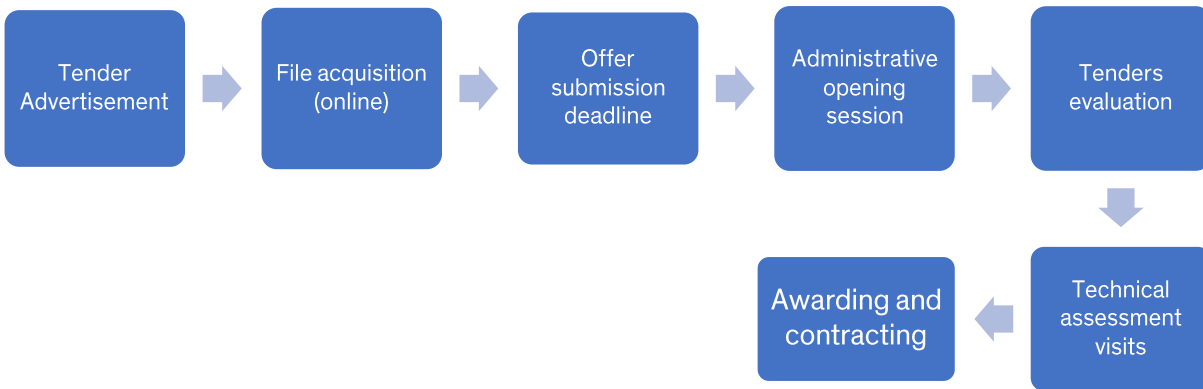 Tender
Advertisement
File acquisition
(online)
Offer
submission
deadline
Administrative
opening
session
Tenders
evaluation
Technical
assessment
visits
Awarding and
contracting